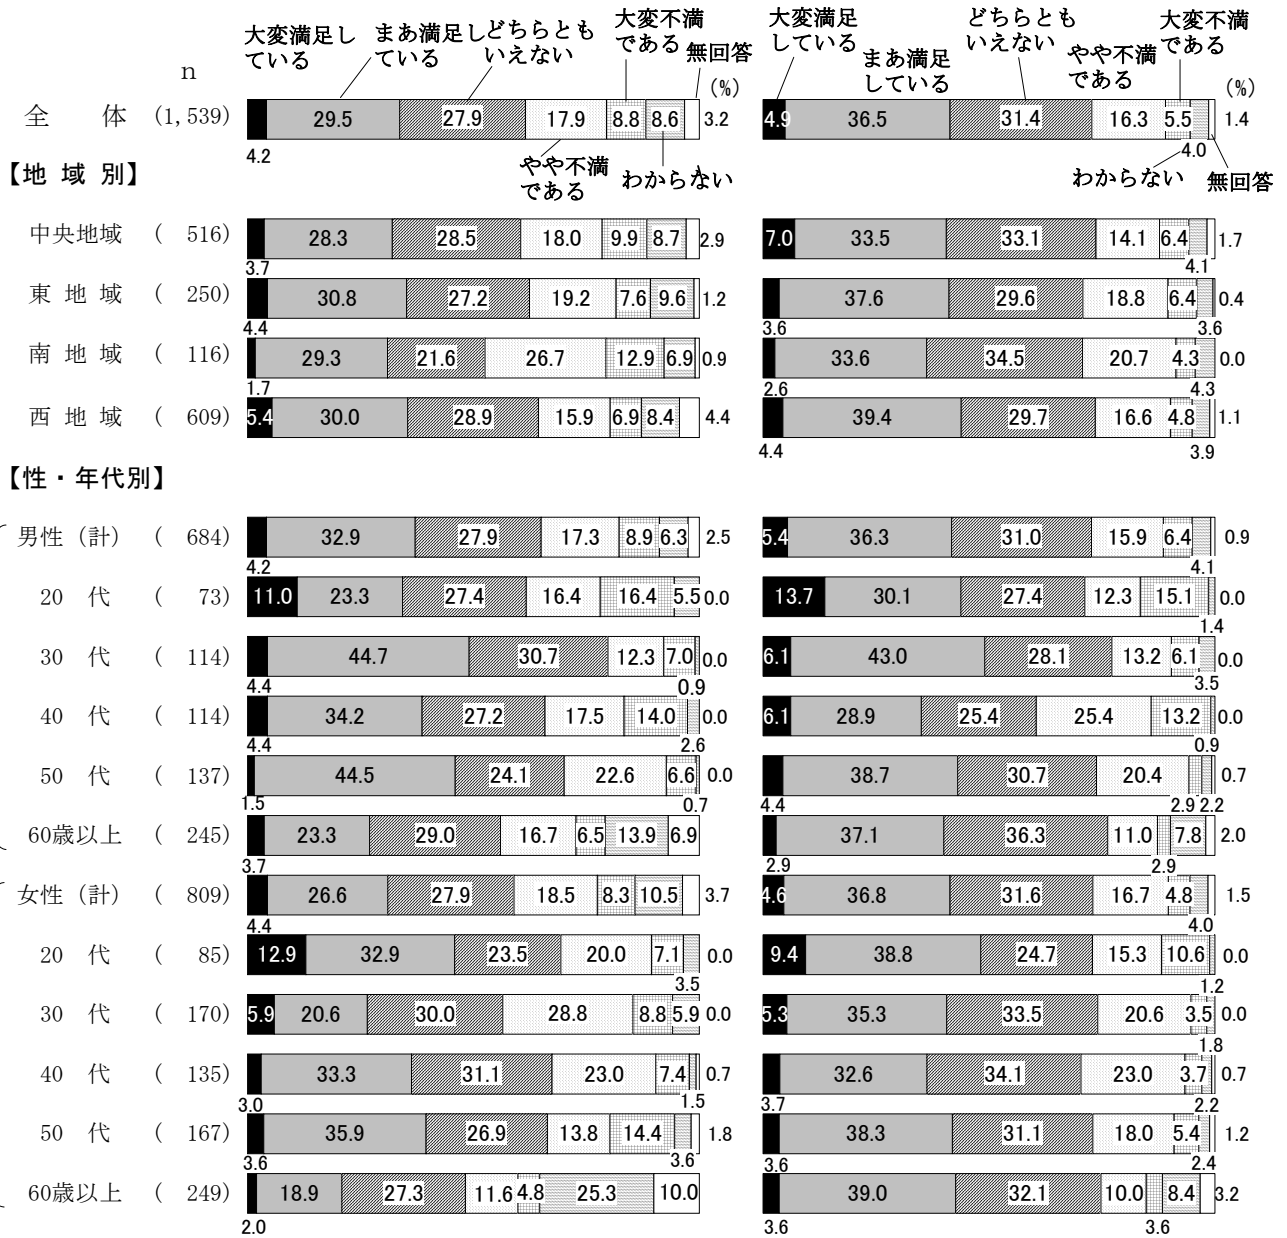 大変満足し
ている
まあ満足し
ている
どちらとも
いえない
大変不満
である
無回答
(%)
大変満足
している
まあ満足
している
どちらとも
いえない
やや不満
である
大変不満
である
(%)
n
全 体 (1,539) 29.5 27.9 17.9 8.8 8.6 3.2 4.9 36.5 31.4 16.3 5.5 1.4
4.2 4.0
やや不満
である
わからない
わからない
無回答
【地 域 別】
中央地域 ( 516) 28.3 28.5 18.0 9.9 8.7 2.9 7.0 33.5 33.1 14.1 6.4 1.7
3.7 4.1
東 地 域 ( 250) 30.8 27.2 19.2 7.6 9.6 1.2 37.6 29.6 18.8 6.4 0.4
4.4 3.6 3.6
南 地 域 ( 116) 29.3 21.6 26.7 12.9 6.9 0.9 33.6 34.5 20.7 4.3 0.0
1.7 2.6 4.3
西 地 域 ( 609) 5.4 30.0 28.9 15.9 6.9 8.4 4.4 39.4 29.7 16.6 4.8 1.1
4.4 3.9
【性・年代別】
男性(計) ( 684) 32.9 27.9 17.3 8.9 6.3 2.5 5.4 36.3 31.0 15.9 6.4 0.9
4.2 4.1
20 代 ( 73) 11.0 23.3 27.4 16.4 16.4 5.5 0.0 13.7 30.1 27.4 12.3 15.1 0.0
1.4
30 代 ( 114) 44.7 30.7 12.3 7.0 0.0 6.1 43.0 28.1 13.2 6.1 0.0
4.4 0.9 3.5
40 代 ( 114) 34.2 27.2 17.5 14.0 0.0 6.1 28.9 25.4 25.4 13.2 0.0
4.4 2.6 0.9
50 代 ( 137) 44.5 24.1 22.6 6.6 0.0 38.7 30.7 20.4 0.7
1.5 0.7 4.4 2.9 2.2
60歳以上 ( 245) 23.3 29.0 16.7 6.5 13.9 6.9 37.1 36.3 11.0 7.8 2.0
3.7 2.9 2.9
女性(計) ( 809) 26.6 27.9 18.5 8.3 10.5 3.7 4.6 36.8 31.6 16.7 4.8 1.5
4.4 4.0
20 代 ( 85) 12.9 32.9 23.5 20.0 7.1 0.0 9.4 38.8 24.7 15.3 10.6 0.0
3.5 1.2
30 代 ( 170) 5.9 20.6 30.0 28.8 8.8 5.9 0.0 5.3 35.3 33.5 20.6 3.5 0.0
1.8
40 代 ( 135) 33.3 31.1 23.0 7.4 0.7 32.6 34.1 23.0 3.7 0.7
3.0 1.5 3.7 2.2
50 代 ( 167) 35.9 26.9 13.8 14.4 1.8 38.3 31.1 18.0 5.4 1.2
3.6 3.6 3.6 2.4
60歳以上 ( 249) 18.9 27.3 11.6 4.8 25.3 10.0 39.0 32.1 10.0 8.4 3.2
2.0 3.6 3.6